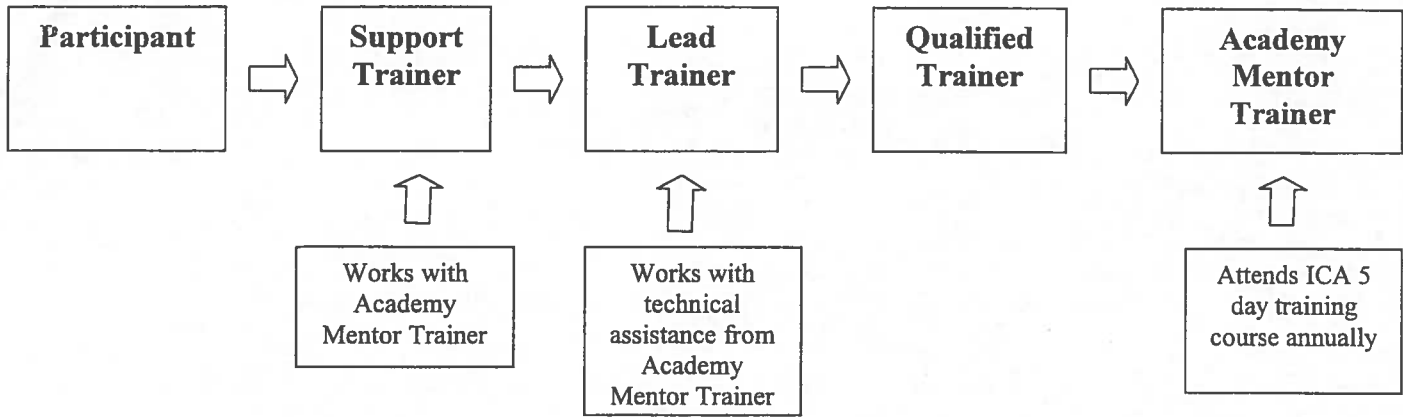 Participant
Support
Trainer
Lead
Trainer
Qualified
Trainer
Academy
Mentor
Trainer
Works with
Academy
Mentor Trainer
Works with
technical
assistance from
Academy
Mentor Trainer
Attends ICA 5
day training
course annually